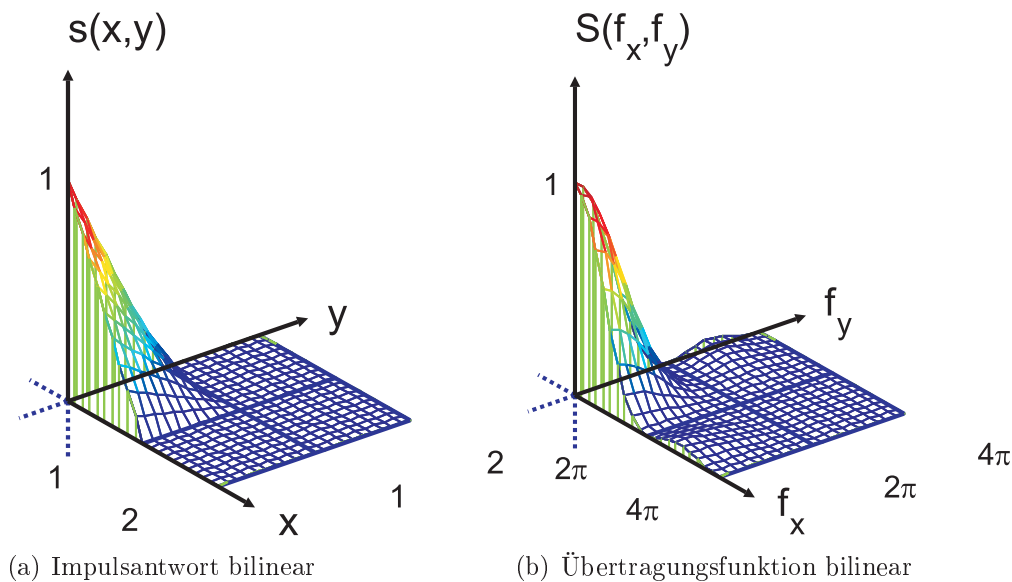 s(x,y)
1
y
1
2
x
1
2
(a) Impulsantwort bilinear
S(f_x,f_y)
1
f_y
2π
4π
f_x
2π
4π
(b) Übertragungsfunktion bilinear